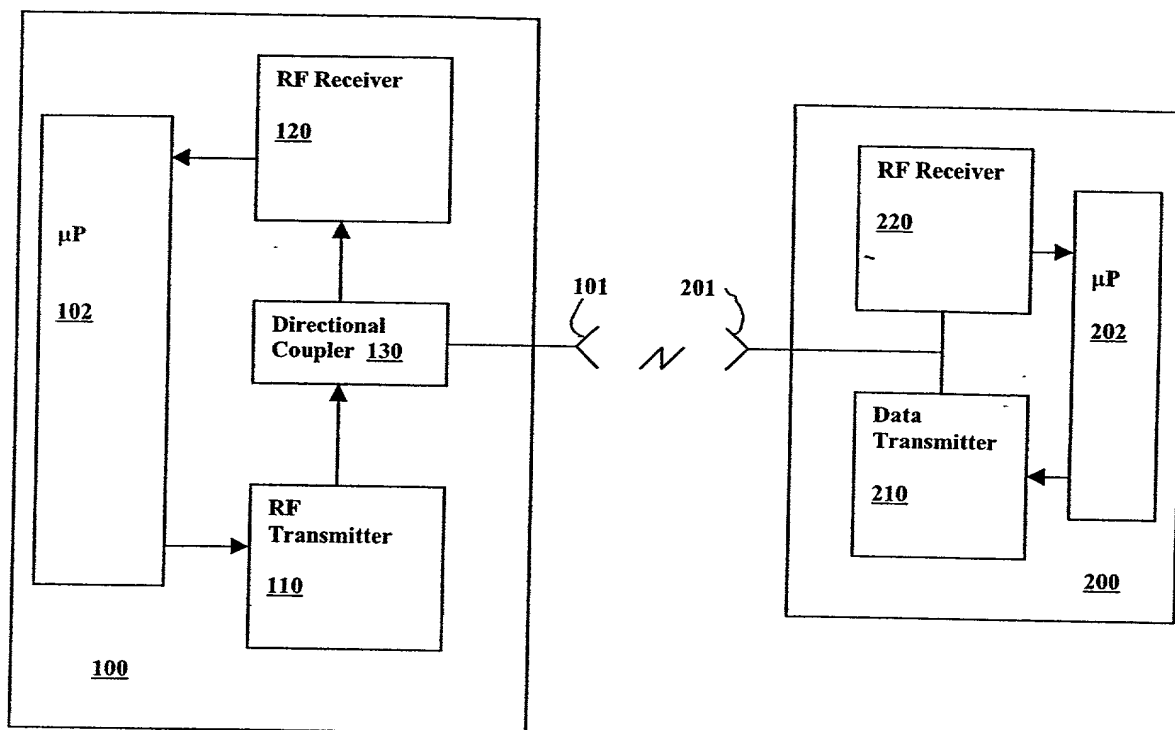 RF Receiver
120
μP
102
Directional
Coupler 130
RF
Transmitter
110
100
101
201
RF Receiver
220
μP
202
Data
Transmitter
210
200